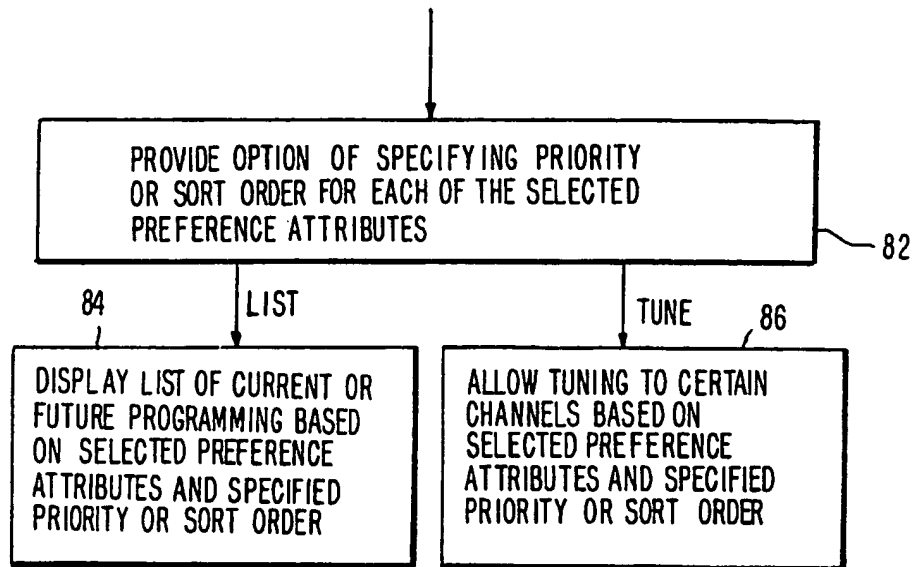 PROVIDE OPTION OF SPECIFYING PRIORITY
OR SORT ORDER FOR EACH OF THE SELECTED
PREFERENCE ATTRIBUTES
82
84
LIST
TUNE
86
DISPLAY LIST OF CURRENT OR
FUTURE PROGRAMMING BASED
ON SELECTED PREFERENCE
ATTRIBUTES AND SPECIFIED
PRIORITY OR SORT ORDER
ALLOW TUNING TO CERTAIN
CHANNELS BASED ON
SELECTED PREFERENCE
ATTRIBUTES AND SPECIFIED
PRIORITY OR SORT ORDER